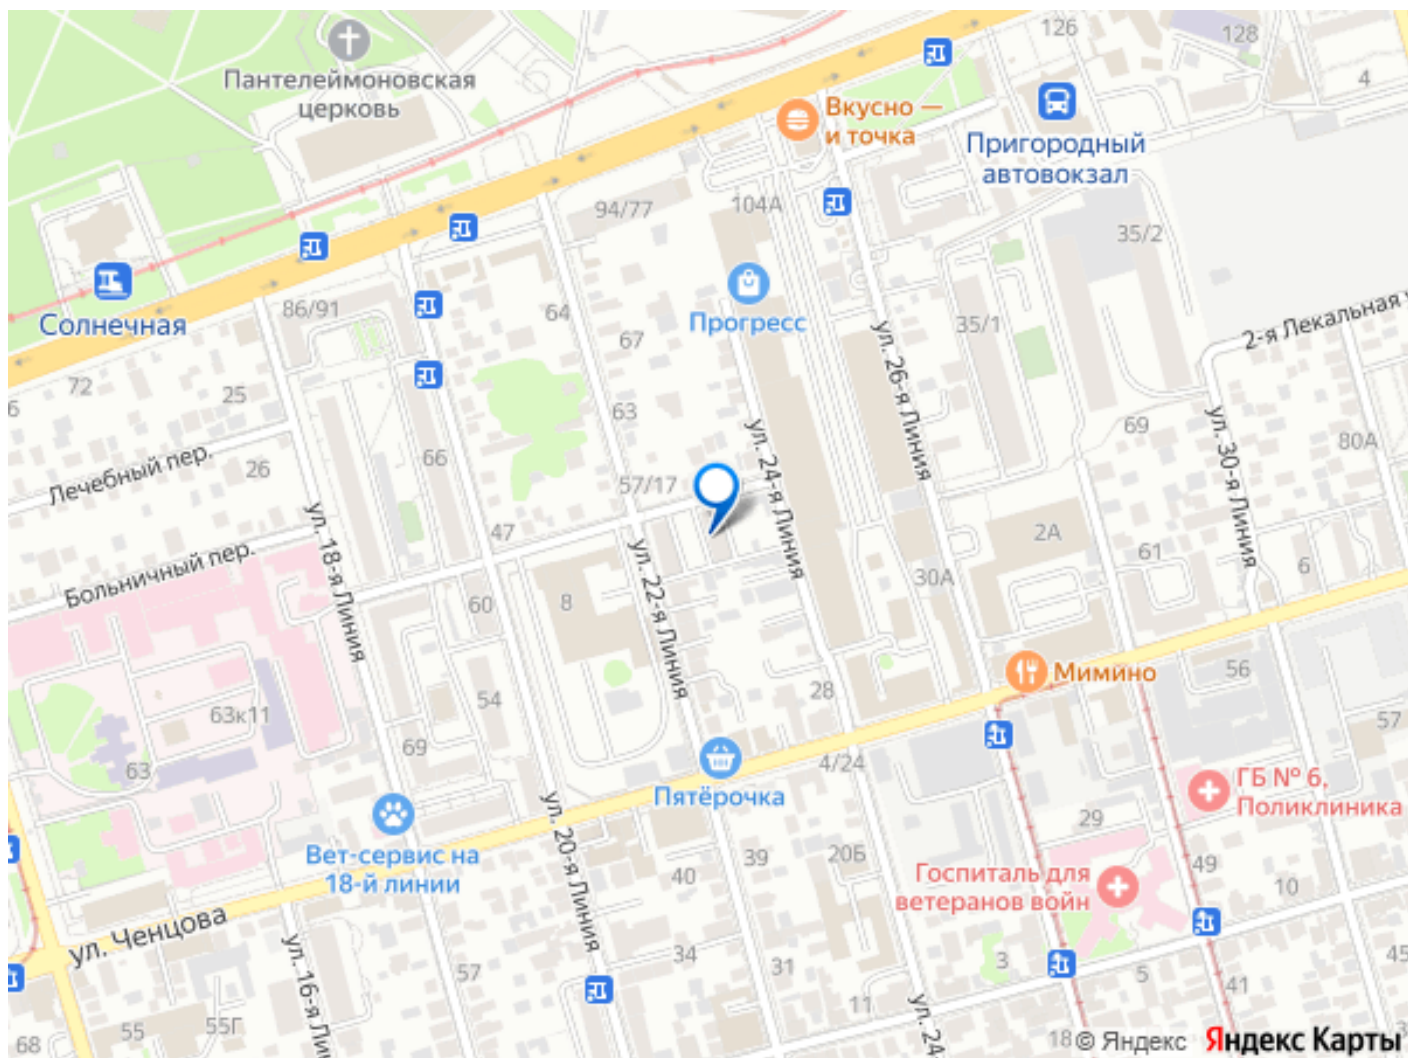 126
128
4
Пантелеймоновская
церковь
Вкусно —
и точка
Пригородный
автовокзал
94/77
104А
35/2
Солнечная
86/91
64
67
Прогресс
35/1
2-я Лекальная у
ул. 26-я Линия
72
6
25
63
66
69
80А
ул. 30-я Линия
ул. 24-я Линия
Лечебный пер.
26
57/17
47
ул. 18-я Линия
Больничный пер.
ул. 22-я Линия
2А
61
6
30А
60
8
56
Мимино
54
28
63к11
69
63
57
4/24
Пятёрочка
ГБ № 6,
Поликлиника
29
ул. 20-я Линия
Вет-сервис на
18-й линии
39
20Б
40
Госпиталь для
ветеранов войн
49
10
ул. Ченцова
ул. 16-я Лин
57
34
31
3
5
45
41
11
ул. 24-
55
55Г
68
18
© Яндекс
Яндекс Карты